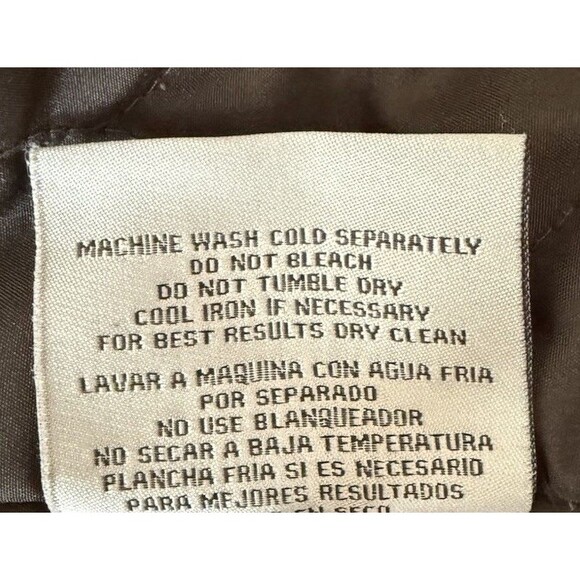 MACHINE WASH COLD SEPARATELY
DO NOT BLEACH
DO NOT TUMBLE DRY
COOL IRON IF NECESSARY
FOR BEST RESULTS DRY CLEAN
LAVAR A MAQUINA CON AGUA FRIA
POR SEPARADO
NO USE BLANQUEADOR
NO SECAR A BAJA TEMPERATURA
PLANCHA FRIA SI ES NECESARIO
PARA MEJORES RESULTADOS
EN SECO